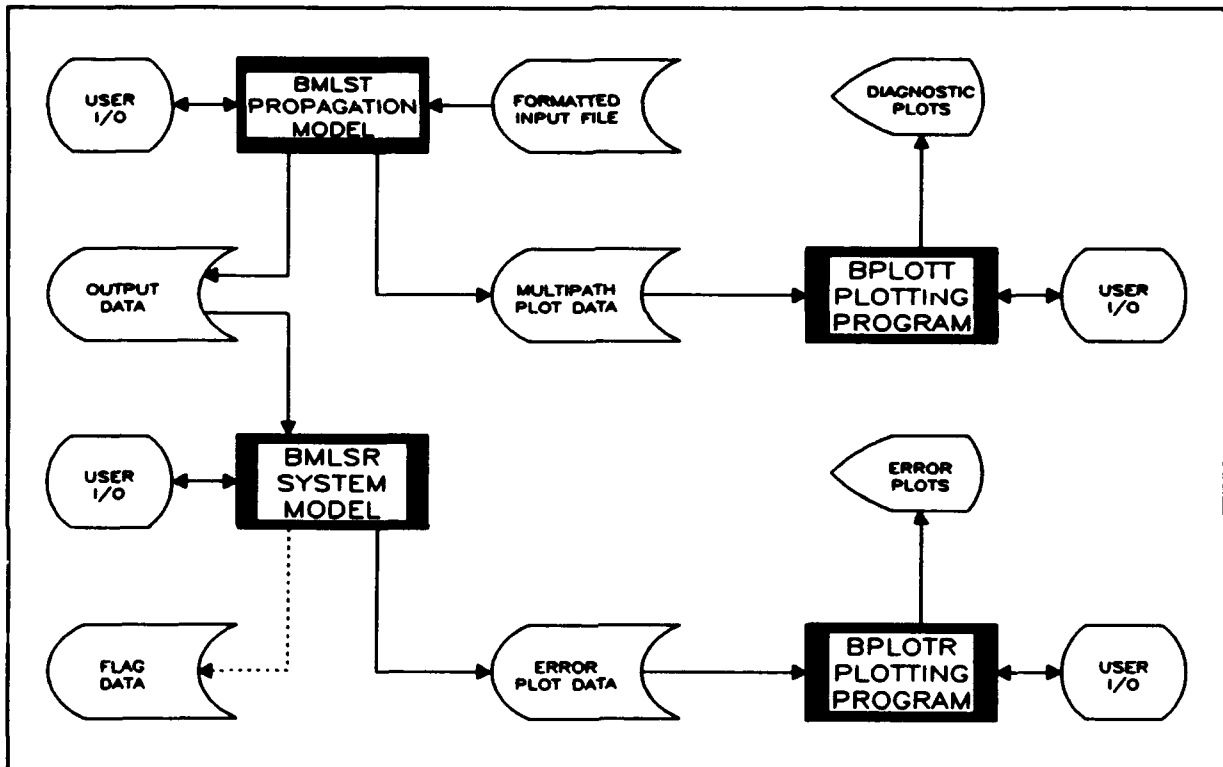 USER
I/O
BMLST
PROPAGATION
MODEL
FORMATTED
INPUT FILE
DIAGNOSTIC
PLOTS
OUTPUT
DATA
MULTIPATH
PLOT DATA
BPLOTT
PLOTTING
PROGRAM
USER
I/O
USER
I/O
BMLSR
SYSTEM
MODEL
ERROR
PLOTS
FLAG
DATA
ERROR
PLOT DATA
BPLOTR
PLOTTING
PROGRAM
USER
I/O